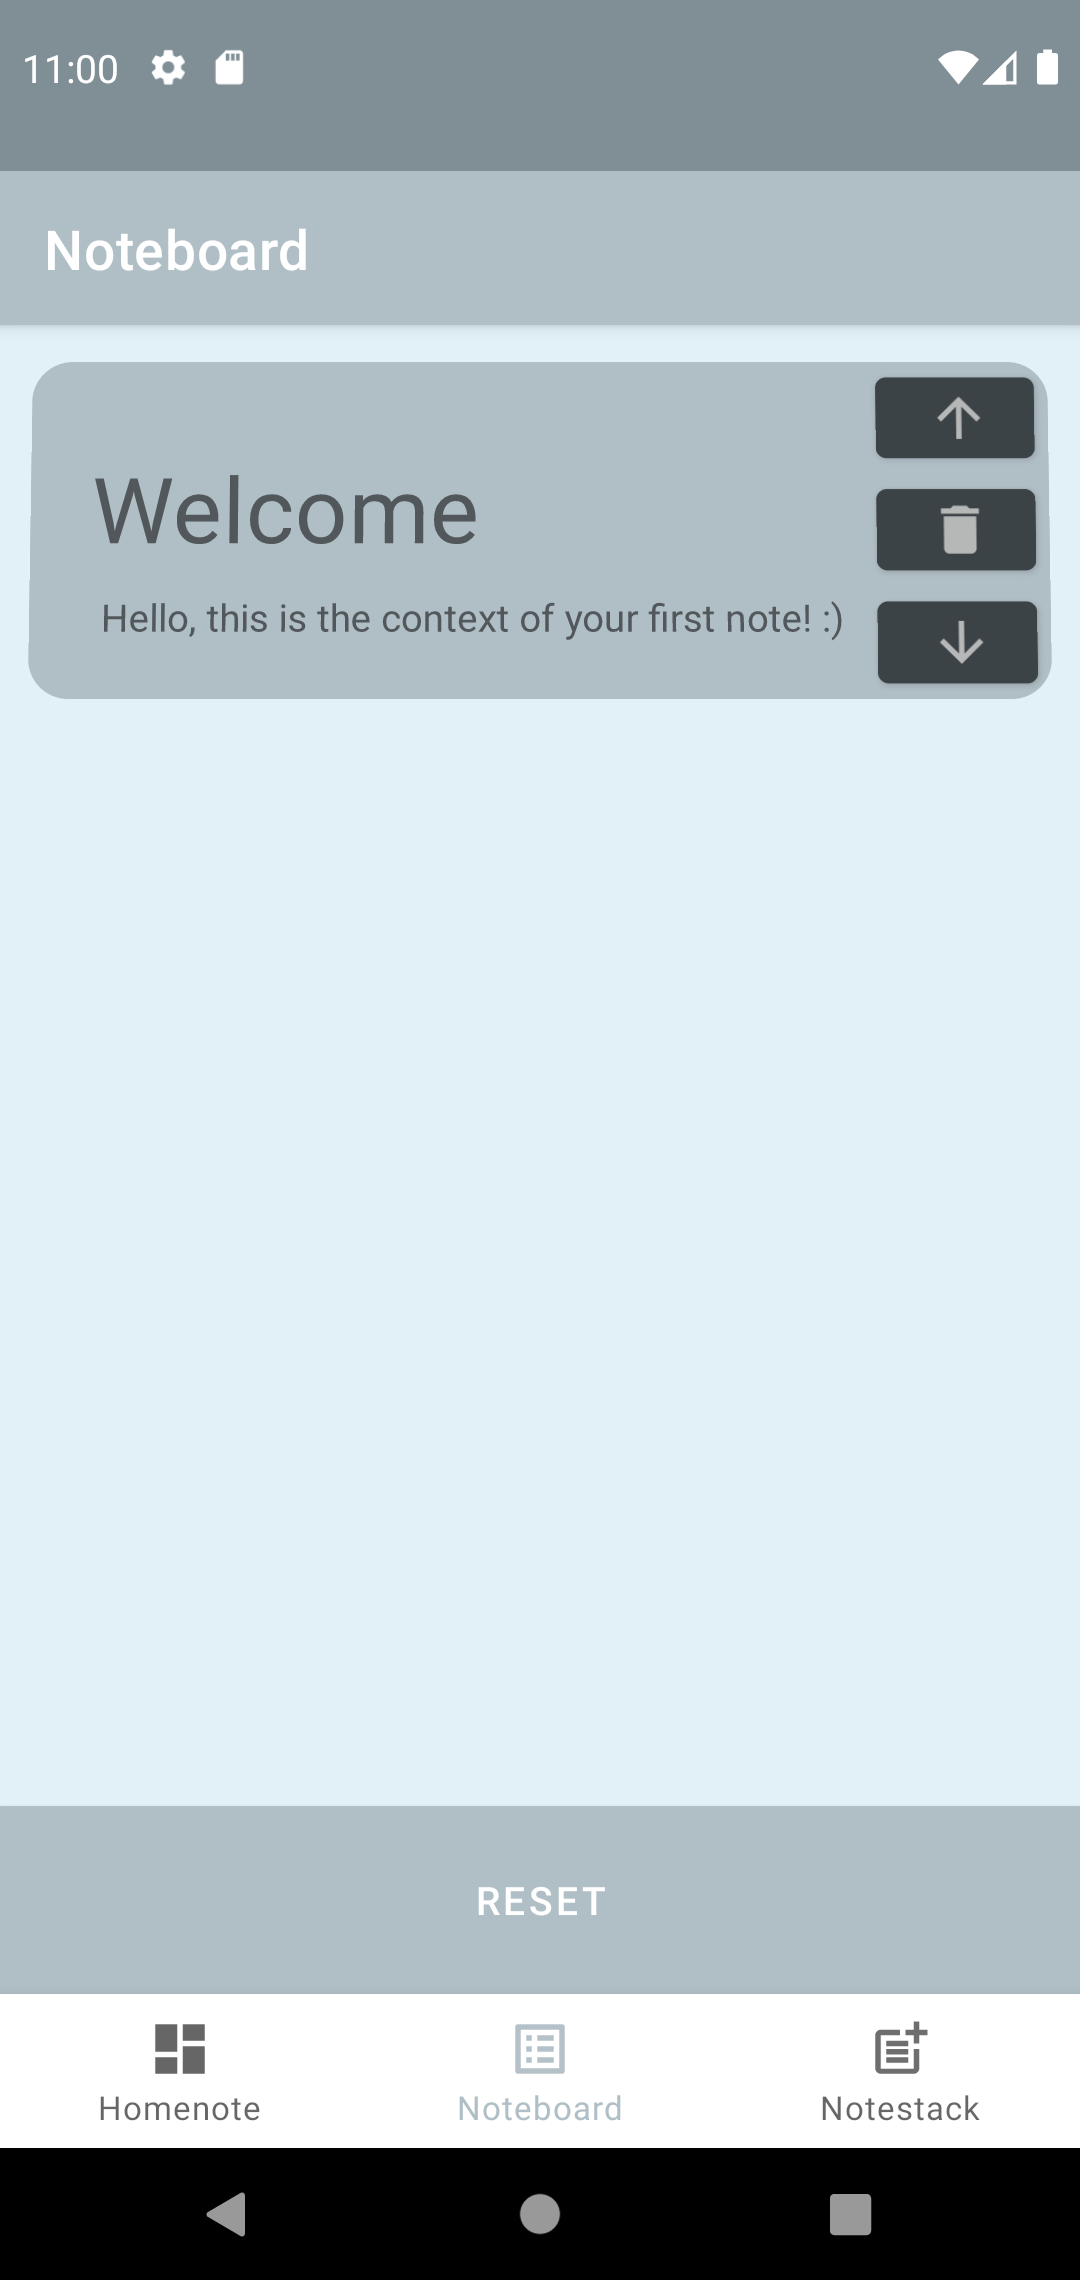 11:00
Noteboard
Welcome
Hello, this is the context of your first note! :)
RESET
Homenote
Noteboard
Notestack